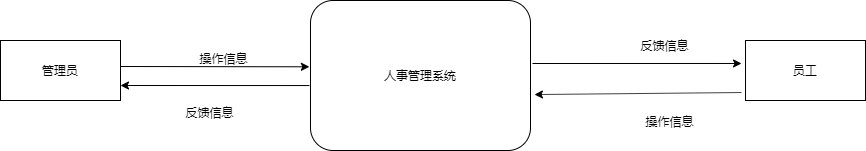 反馈信息
操作信息
管理员
人事管理系统
员工
反馈信息
操作信息